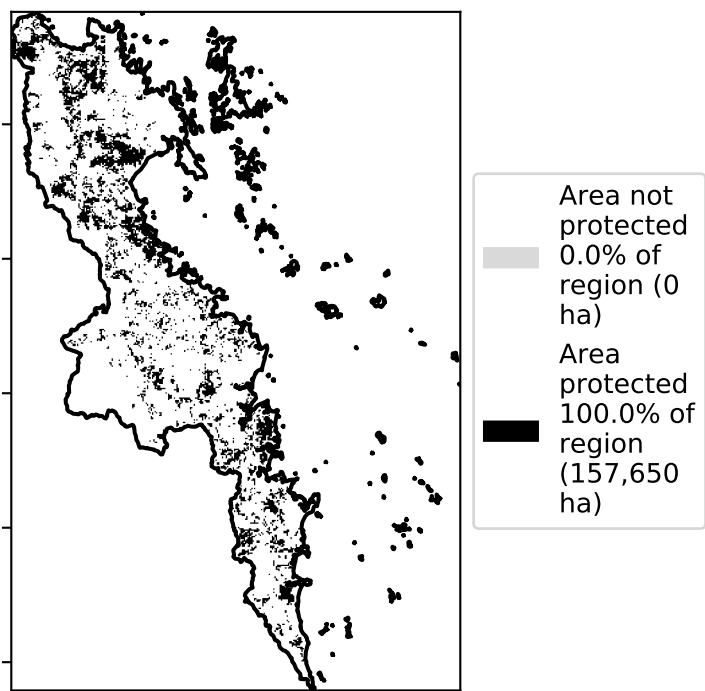 Area not
protected
0.0% of
region (0
ha)
Area
protected
100.0% of
region
(157,650
ha)